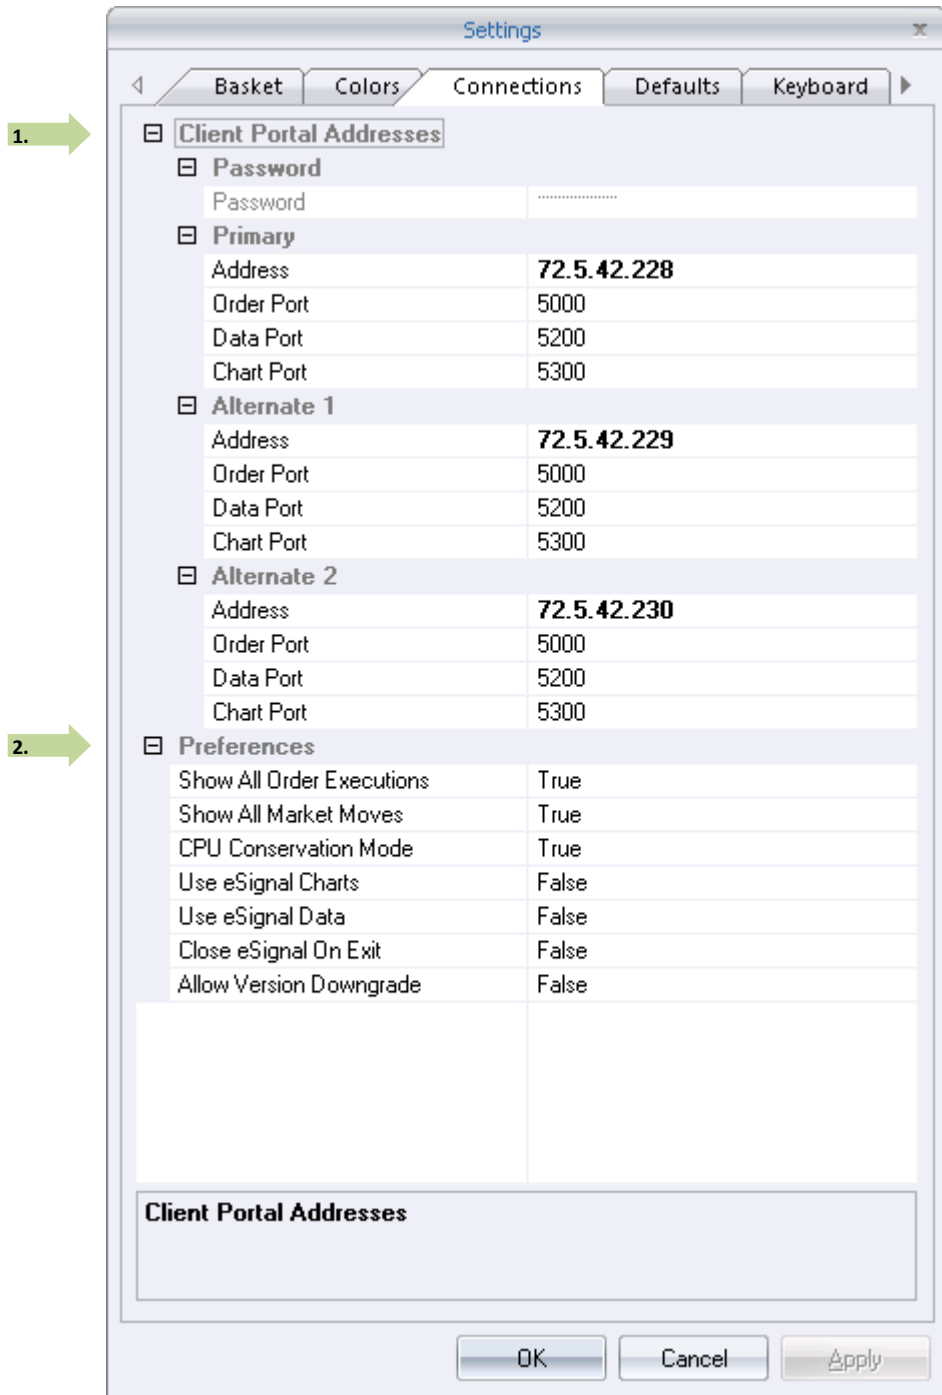 Settings
Basket Colors Connections Defaults Keyboard
1. Client Portal Addresses
Password
Password ...................
Primary
Address 72.5.42.228
Order Port 5000
Data Port 5200
Chart Port 5300
Alternate 1
Address 72.5.42.229
Order Port 5000
Data Port 5200
Chart Port 5300
Alternate 2
Address 72.5.42.230
Order Port 5000
Data Port 5200
Chart Port 5300
2. Preferences
Show All Order Executions True
Show All Market Moves True
CPU Conservation Mode True
Use eSignal Charts False
Use eSignal Data False
Close eSignal On Exit False
Allow Version Downgrade False
Client Portal Addresses
OK Cancel Apply